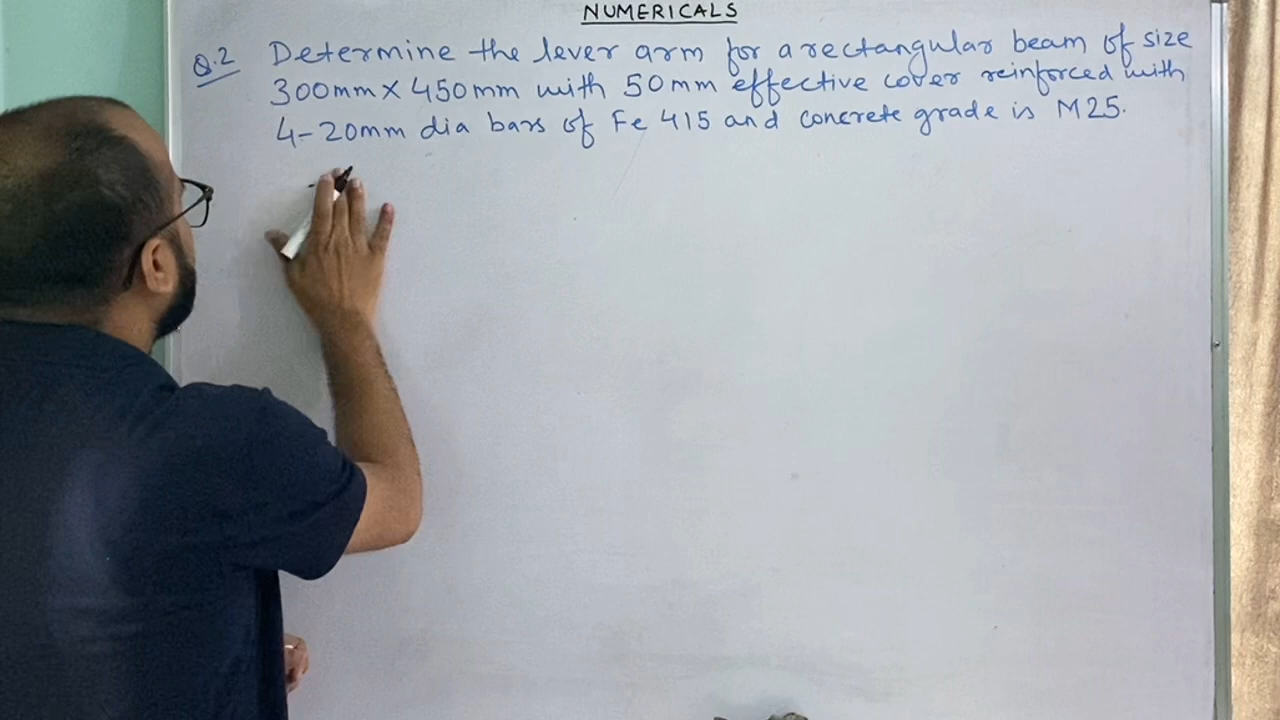 NUMERICALS
Q.2 Determine the lever arm for a rectangular beam of size
300mm X 450mm with 50mm effective cover reinforced with
4-20mm dia bars of Fe 415 and concrete grade is M25.